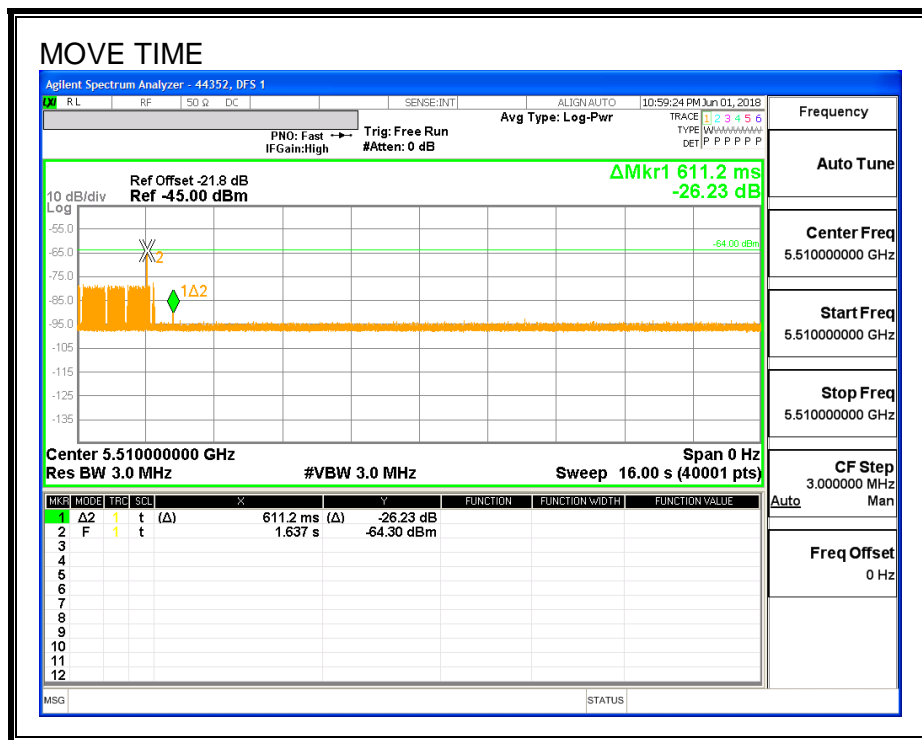 MOVE TIME
Agilent Spectrum Analyzer - 44352, DFS 1
LXI RL RF 50 Ω DC SENSE:INT ALIGN AUTO 10:59:24 PM Jun 01, 2018
PNO: Fast Trig: Free Run Avg Type: Log-Pwr TRACE 1 2 3 4 5 6
IFGain:High #Atten: 0 dB TYPE WWWWWW
DET P P P P P P
Frequency
Auto Tune
Center Freq
5.510000000 GHz
Start Freq
5.510000000 GHz
Stop Freq
5.510000000 GHz
CF Step
3.000000 MHz
Auto Man
Freq Offset
0 Hz
ΔMkr1 611.2 ms
-26.23 dB
Ref Offset -21.8 dB
10 dB/div Ref -45.00 dBm
Log
-55.0
-64.00 dBm
-65.0
2
-75.0
1Δ2
-85.0
-95.0
-105
-115
-125
-135
Center 5.510000000 GHz Span 0 Hz
Res BW 3.0 MHz #VBW 3.0 MHz Sweep 16.00 s (40001 pts)
MKR MODE TRC SCL X Y FUNCTION FUNCTION WIDTH FUNCTION VALUE
1 Δ2 1 t (Δ) 611.2 ms (Δ) -26.23 dB
2 F 1 t 1.637 s -64.30 dBm
3
4
5
6
7
8
9
10
11
12
MSG STATUS